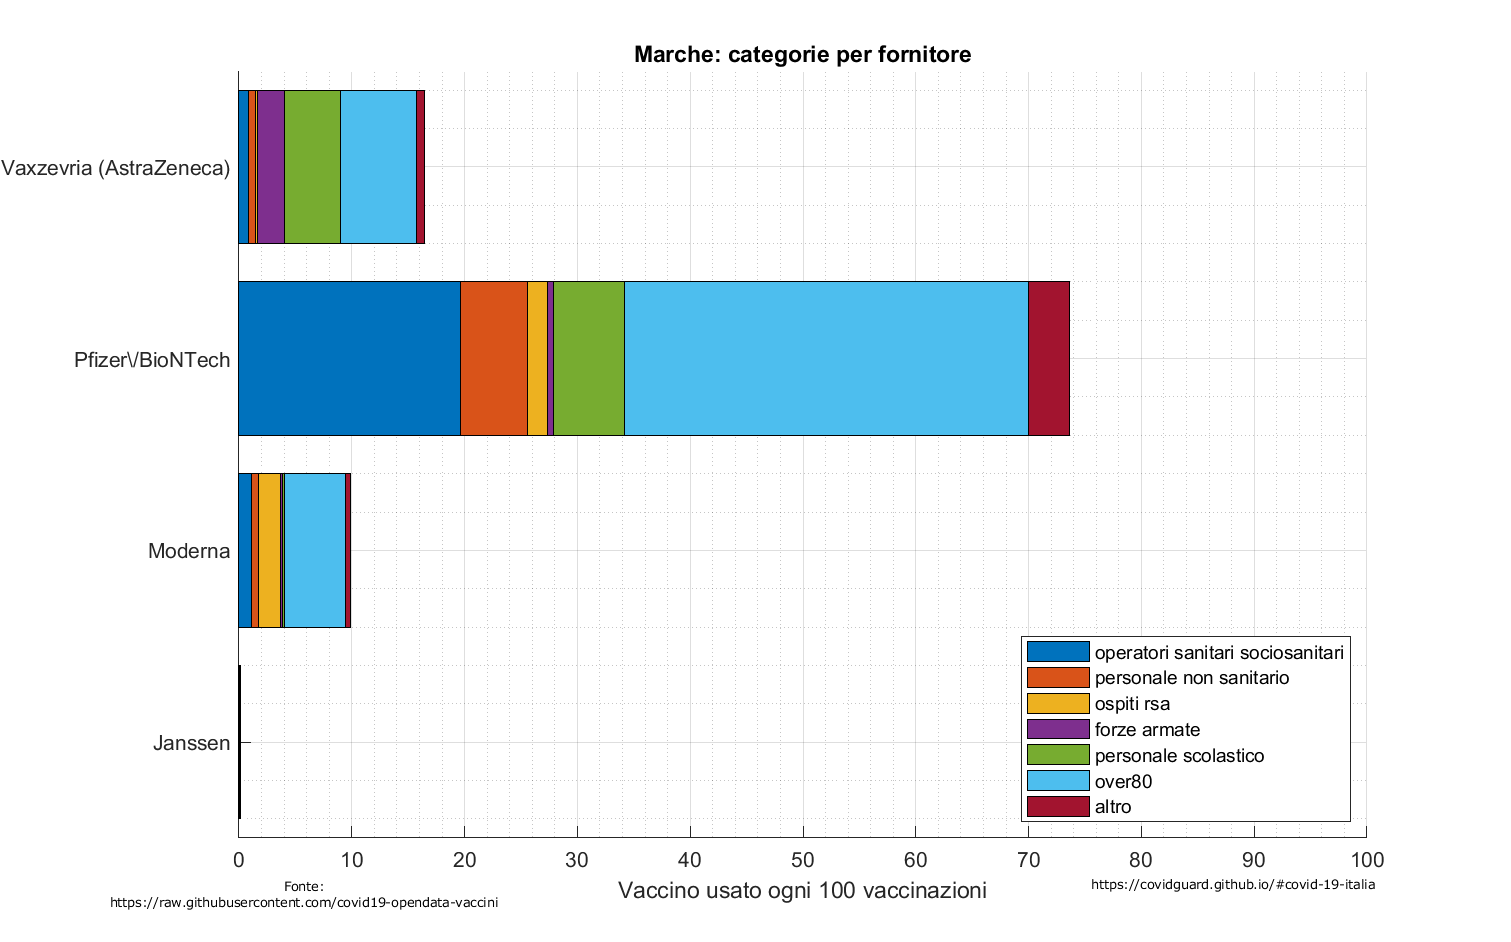 Marche: categorie per fornitore
Vaxzevria (AstraZeneca)
Pfizer\/BioNTech
Moderna
Janssen
operatori sanitari sociosanitari
personale non sanitario
ospiti rsa
forze armate
personale scolastico
over80
altro
0 10 20 30 40 50 60 70 80 90 100
Vaccino usato ogni 100 vaccinazioni
Fonte:
https://raw.githubusercontent.com/covid19-opendata-vaccini
https://covidguard.github.io/#covid-19-italia